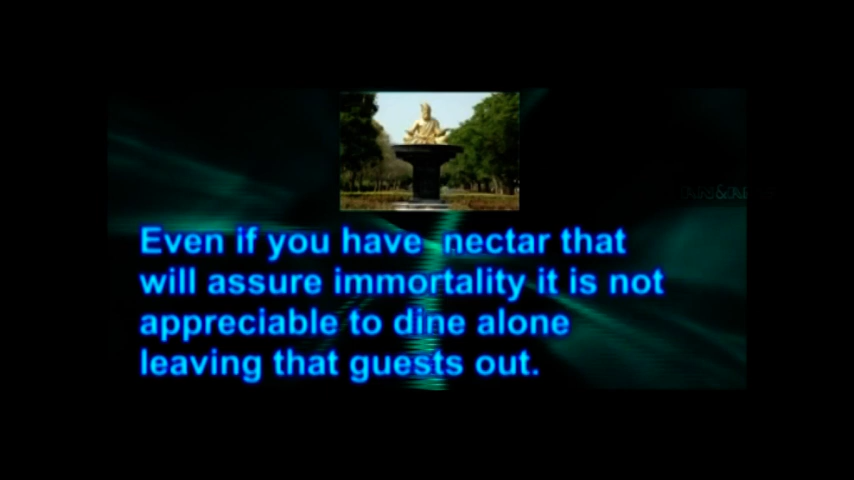 Even if you have nectar that
will assure immortality it is not
appreciable to dine alone
leaving that guests out.